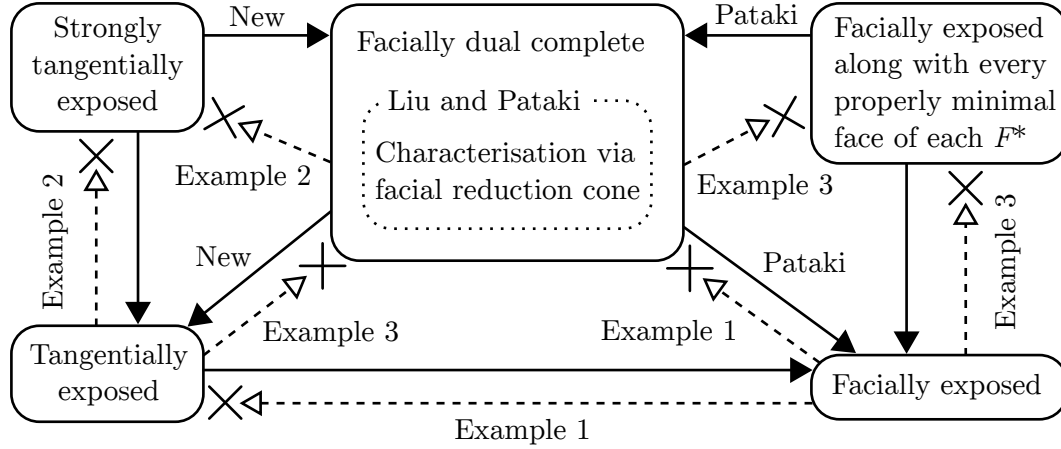 Strongly
tangentially
exposed
New
Facially dual complete
Liu and Pataki
Characterisation via
facial reduction cone
Pataki
Facially exposed
along with every
properly minimal
face of each F*
Example 2
Example 3
Example 2
New
Example 3
Example 1
Pataki
Example 3
Tangentially
exposed
Facially exposed
Example 1